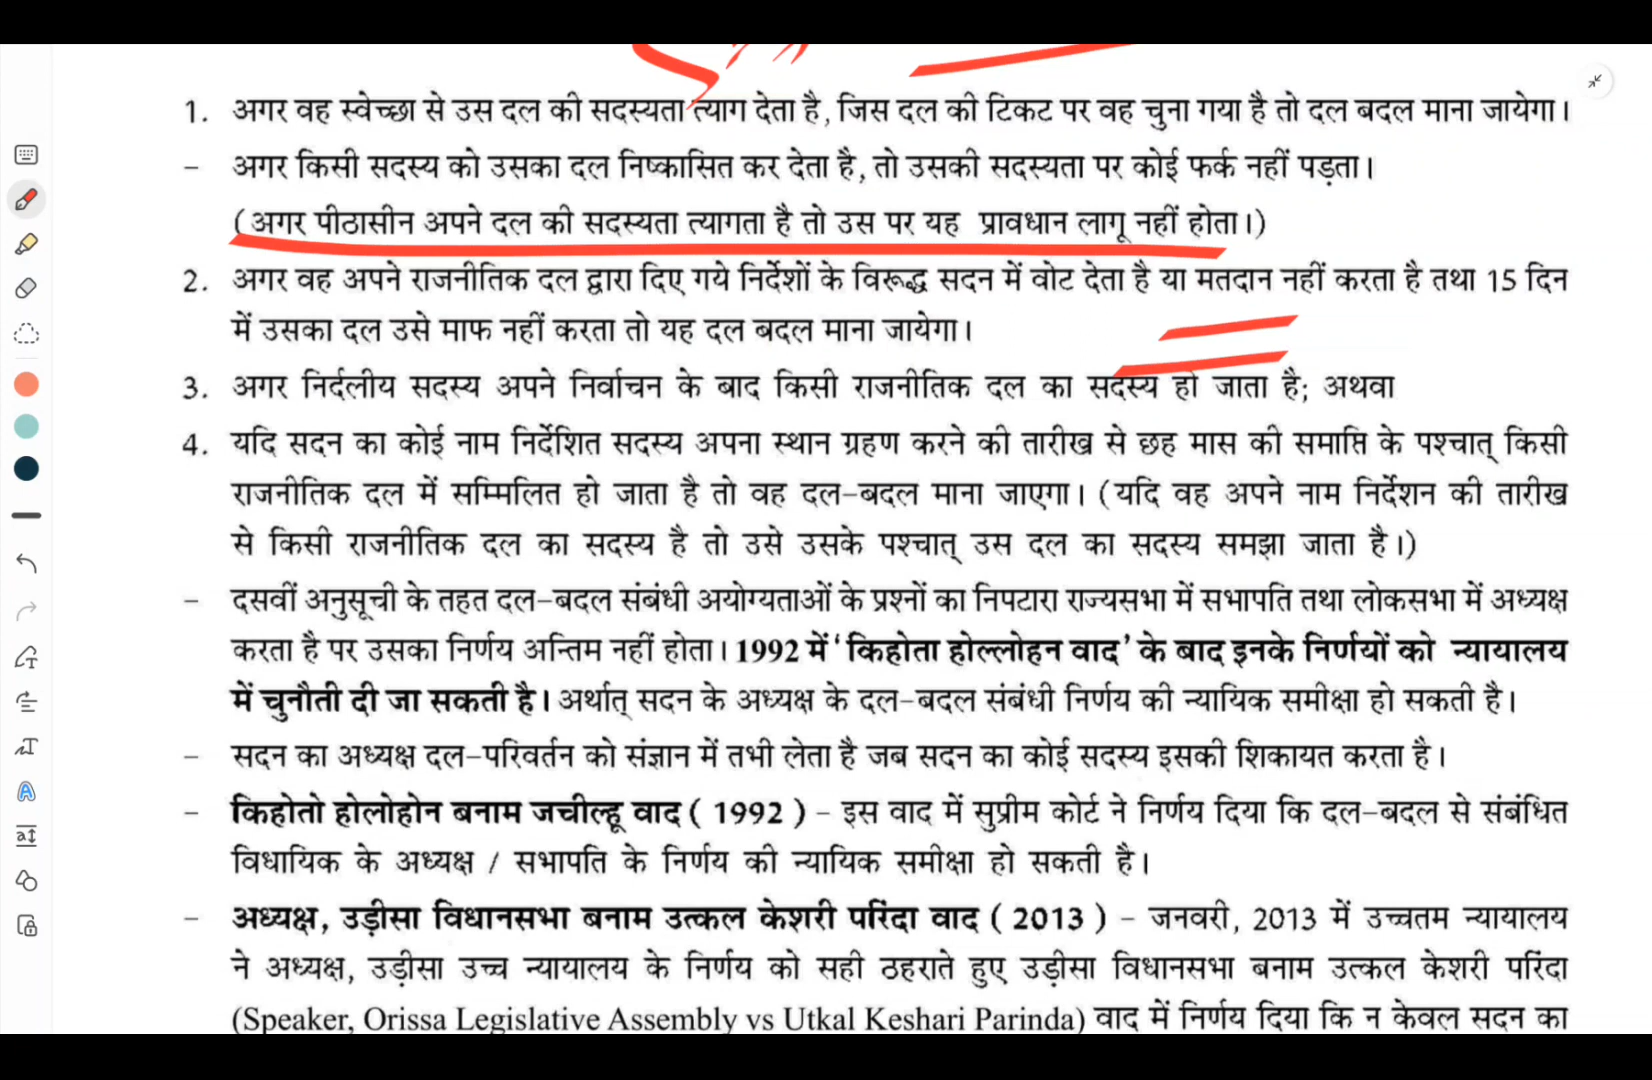 1. अगर वह स्वेच्छा से उस दल की सदस्यता त्याग देता है, जिस दल की टिकट पर वह चुना गया है तो दल बदल माना जायेगा।
– अगर किसी सदस्य को उसका दल निष्कासित कर देता है, तो उसकी सदस्यता पर कोई फर्क नहीं पड़ता।
(अगर पीठासीन अपने दल की सदस्यता त्यागता है तो उस पर यह प्रावधान लागू नहीं होता।)
2. अगर वह अपने राजनीतिक दल द्वारा दिए गये निर्देशों के विरूद्ध सदन में वोट देता है या मतदान नहीं करता है तथा 15 दिन
में उसका दल उसे माफ नहीं करता तो यह दल बदल माना जायेगा।
3. अगर निर्दलीय सदस्य अपने निर्वाचन के बाद किसी राजनीतिक दल का सदस्य हो जाता है; अथवा
4. यदि सदन का कोई नाम निर्देशित सदस्य अपना स्थान ग्रहण करने की तारीख से छह मास की समाप्ति के पश्चात् किसी
राजनीतिक दल में सम्मिलित हो जाता है तो वह दल-बदल माना जाएगा। (यदि वह अपने नाम निर्देशन की तारीख
से किसी राजनीतिक दल का सदस्य है तो उसे उसके पश्चात् उस दल का सदस्य समझा जाता है।)
– दसवीं अनुसूची के तहत दल-बदल संबंधी अयोग्यताओं के प्रश्नों का निपटारा राज्यसभा में सभापति तथा लोकसभा में अध्यक्ष
करता है पर उसका निर्णय अन्तिम नहीं होता। 1992 में 'किहोता होल्लोहन वाद' के बाद इनके निर्णयों को न्यायालय
में चुनौती दी जा सकती है। अर्थात् सदन के अध्यक्ष के दल-बदल संबंधी निर्णय की न्यायिक समीक्षा हो सकती है।
– सदन का अध्यक्ष दल-परिवर्तन को संज्ञान में तभी लेता है जब सदन का कोई सदस्य इसकी शिकायत करता है।
– किहोतो होलोहोन बनाम जचील्हू वाद ( 1992 ) – इस वाद में सुप्रीम कोर्ट ने निर्णय दिया कि दल-बदल से संबंधित
विधायिक के अध्यक्ष / सभापति के निर्णय की न्यायिक समीक्षा हो सकती है।
– अध्यक्ष, उड़ीसा विधानसभा बनाम उत्कल केशरी परिंदा वाद ( 2013 ) – जनवरी, 2013 में उच्चतम न्यायालय
ने अध्यक्ष, उड़ीसा उच्च न्यायालय के निर्णय को सही ठहराते हुए उड़ीसा विधानसभा बनाम उत्कल केशरी परिंदा
(Speaker, Orissa Legislative Assembly vs Utkal Keshari Parinda) वाद में निर्णय दिया कि न केवल सदन का